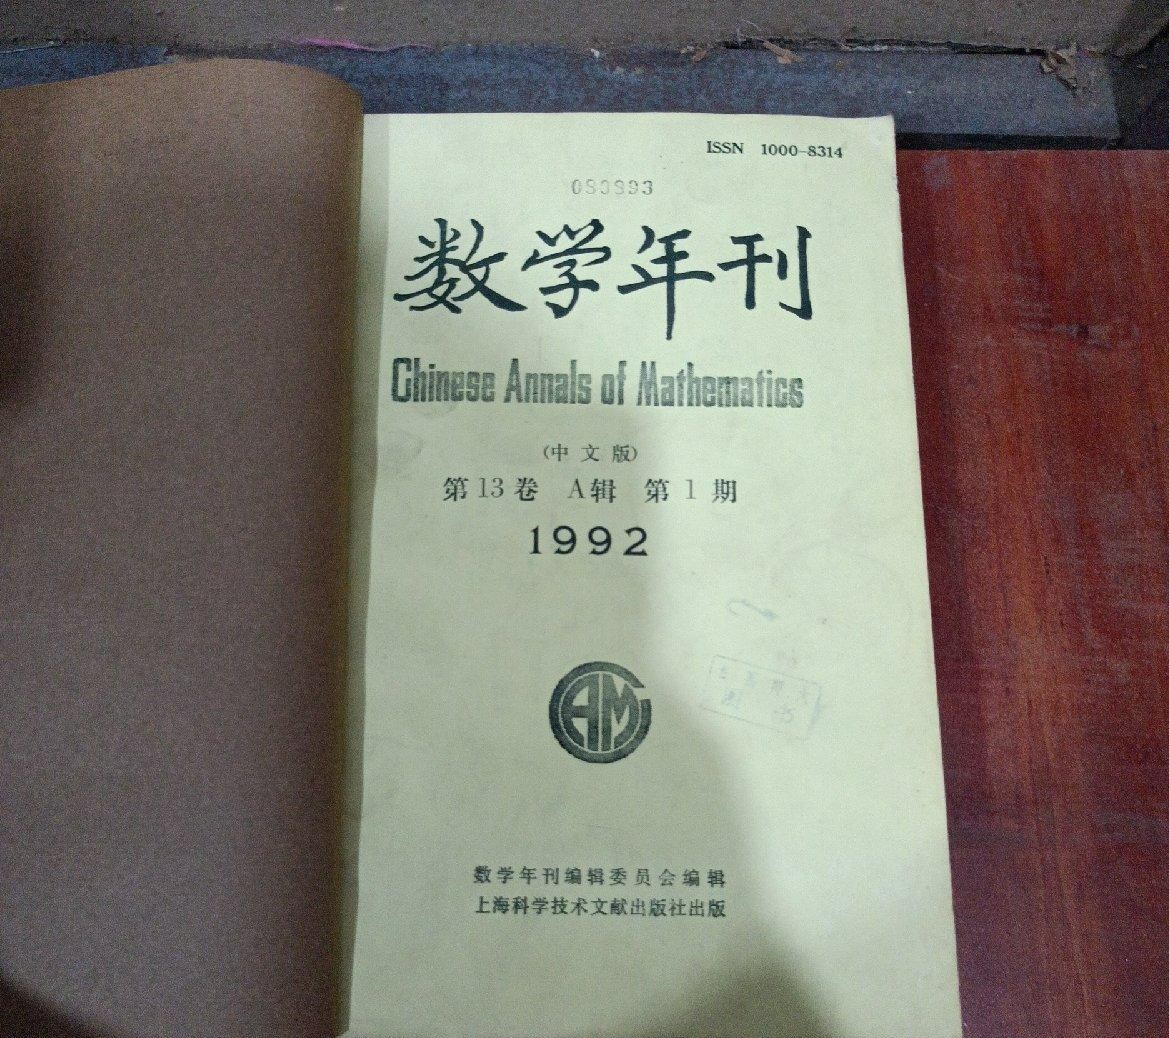 ISSN 1000-8314
数学年刊
Chinese Annals of Mathematics
(中文版)
第13卷 A辑 第1期
1992
CAM
数学年刊编辑委员会编辑
上海科学技术文献出版社出版